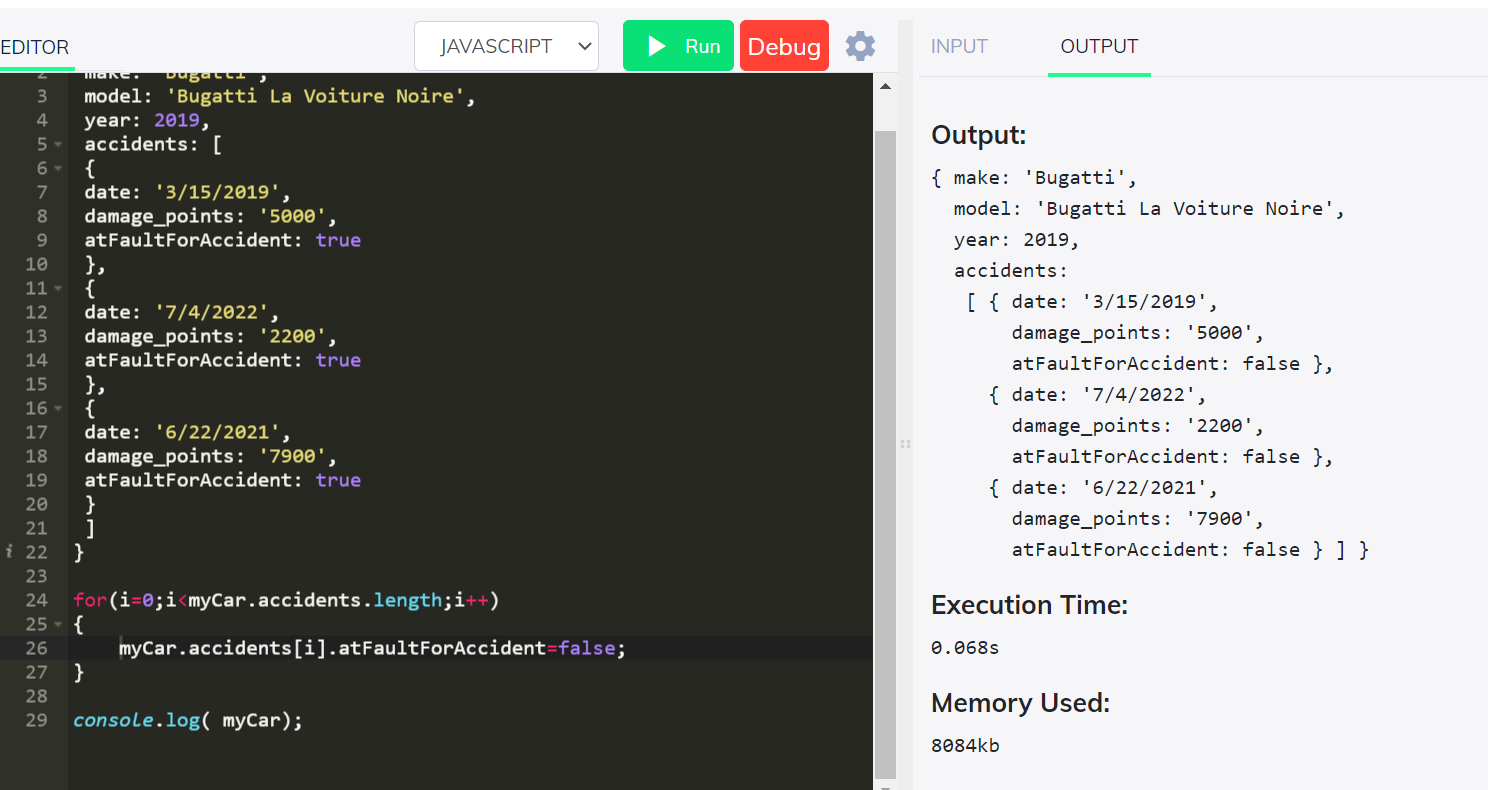 EDITOR
JAVASCRIPT
Run
Debug
INPUT
OUTPUT
2 make: 'Bugatti',
3 model: 'Bugatti La Voiture Noire',
4 year: 2019,
5 accidents: [
6 {
7 date: '3/15/2019',
8 damage_points: '5000',
9 atFaultForAccident: true
10 },
11 {
12 date: '7/4/2022',
13 damage_points: '2200',
14 atFaultForAccident: true
15 },
16 {
17 date: '6/22/2021',
18 damage_points: '7900',
19 atFaultForAccident: true
20 }
21 ]
i 22 }
23
24 for(i=0;i<myCar.accidents.length;i++)
25 {
26 myCar.accidents[i].atFaultForAccident=false;
27 }
28
29 console.log( myCar);
Output:
{ make: 'Bugatti',
model: 'Bugatti La Voiture Noire',
year: 2019,
accidents:
[ { date: '3/15/2019',
damage_points: '5000',
atFaultForAccident: false },
{ date: '7/4/2022',
damage_points: '2200',
atFaultForAccident: false },
{ date: '6/22/2021',
damage_points: '7900',
atFaultForAccident: false } ] }
Execution Time:
0.068s
Memory Used:
8084kb